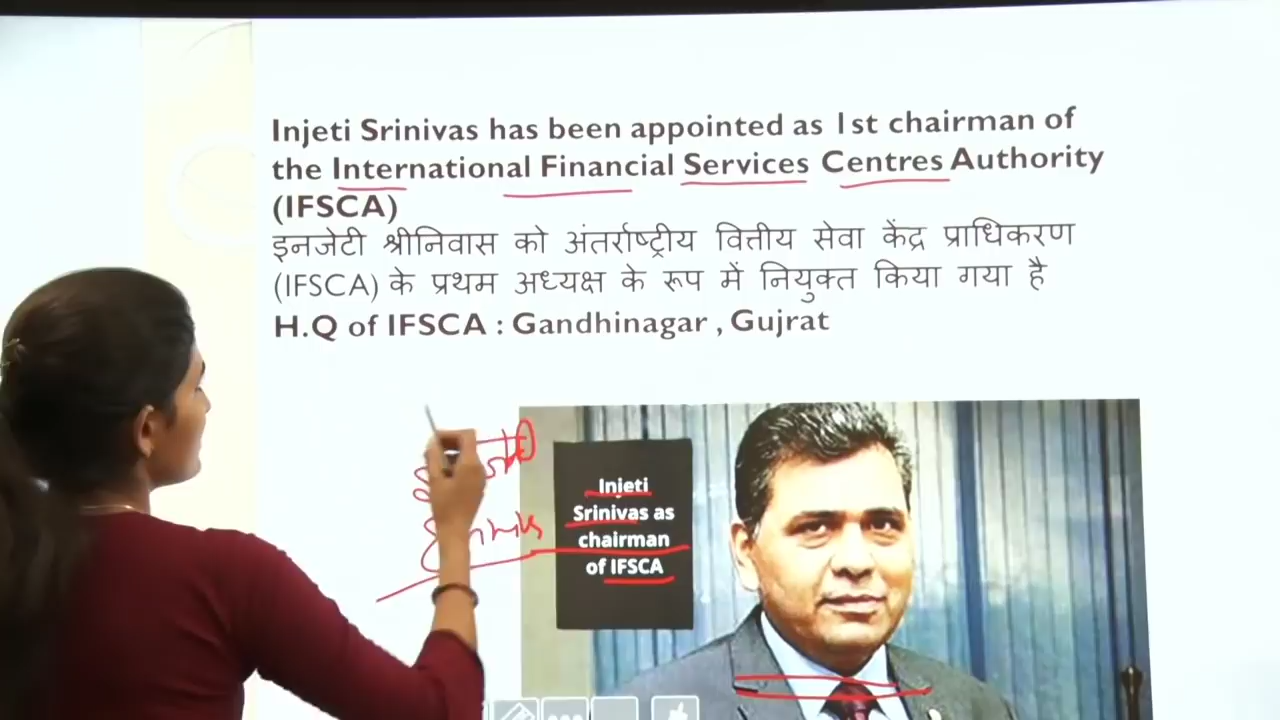 Injeti Srinivas has been appointed as 1st chairman of
the International Financial Services Centres Authority
(IFSCA)
इनजेटी श्रीनिवास को अंतर्राष्ट्रीय वित्तीय सेवा केंद्र प्राधिकरण
(IFSCA) के प्रथम अध्यक्ष के रूप में नियुक्त किया गया है
H.Q of IFSCA : Gandhinagar , Gujrat
Injeti
Srinivas as
chairman
of IFSCA